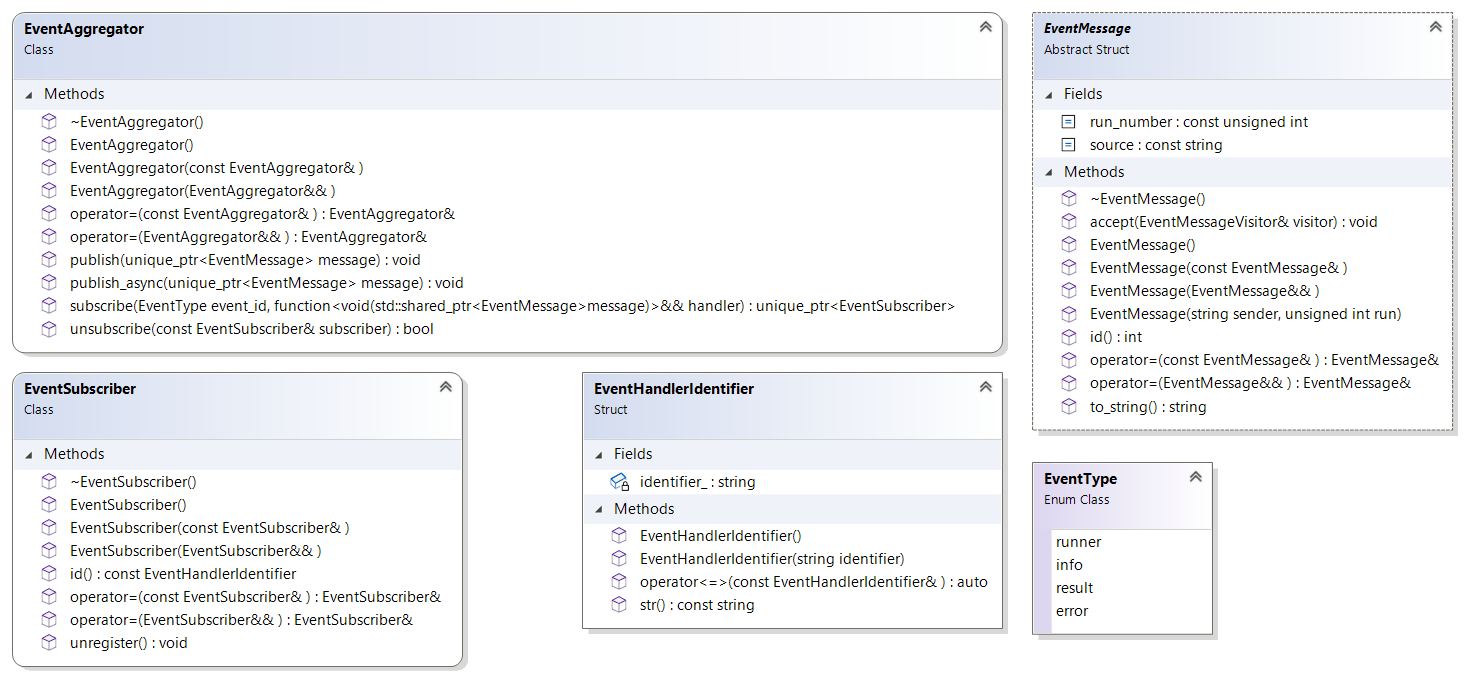 EventAggregator
Class
Methods
~EventAggregator()
EventAggregator()
EventAggregator(const EventAggregator& )
EventAggregator(EventAggregator&& )
operator=(const EventAggregator& ) : EventAggregator&
operator=(EventAggregator&& ) : EventAggregator&
publish(unique_ptr<EventMessage> message) : void
publish_async(unique_ptr<EventMessage> message) : void
subscribe(EventType event_id, function<void(std::shared_ptr<EventMessage>message)>&& handler) : unique_ptr<EventSubscriber>
unsubscribe(const EventSubscriber& subscriber) : bool
EventMessage
Abstract Struct
Fields
run_number : const unsigned int
source : const string
Methods
~EventMessage()
accept(EventMessageVisitor& visitor) : void
EventMessage()
EventMessage(const EventMessage& )
EventMessage(EventMessage&& )
EventMessage(string sender, unsigned int run)
id() : int
operator=(const EventMessage& ) : EventMessage&
operator=(EventMessage&& ) : EventMessage&
to_string() : string
EventSubscriber
Class
Methods
~EventSubscriber()
EventSubscriber()
EventSubscriber(const EventSubscriber& )
EventSubscriber(EventSubscriber&& )
id() : const EventHandlerIdentifier
operator=(const EventSubscriber& ) : EventSubscriber&
operator=(EventSubscriber&& ) : EventSubscriber&
unregister() : void
EventHandlerIdentifier
Struct
Fields
identifier_ : string
Methods
EventHandlerIdentifier()
EventHandlerIdentifier(string identifier)
operator<=>(const EventHandlerIdentifier& ) : auto
str() : const string
EventType
Enum Class
runner
info
result
error